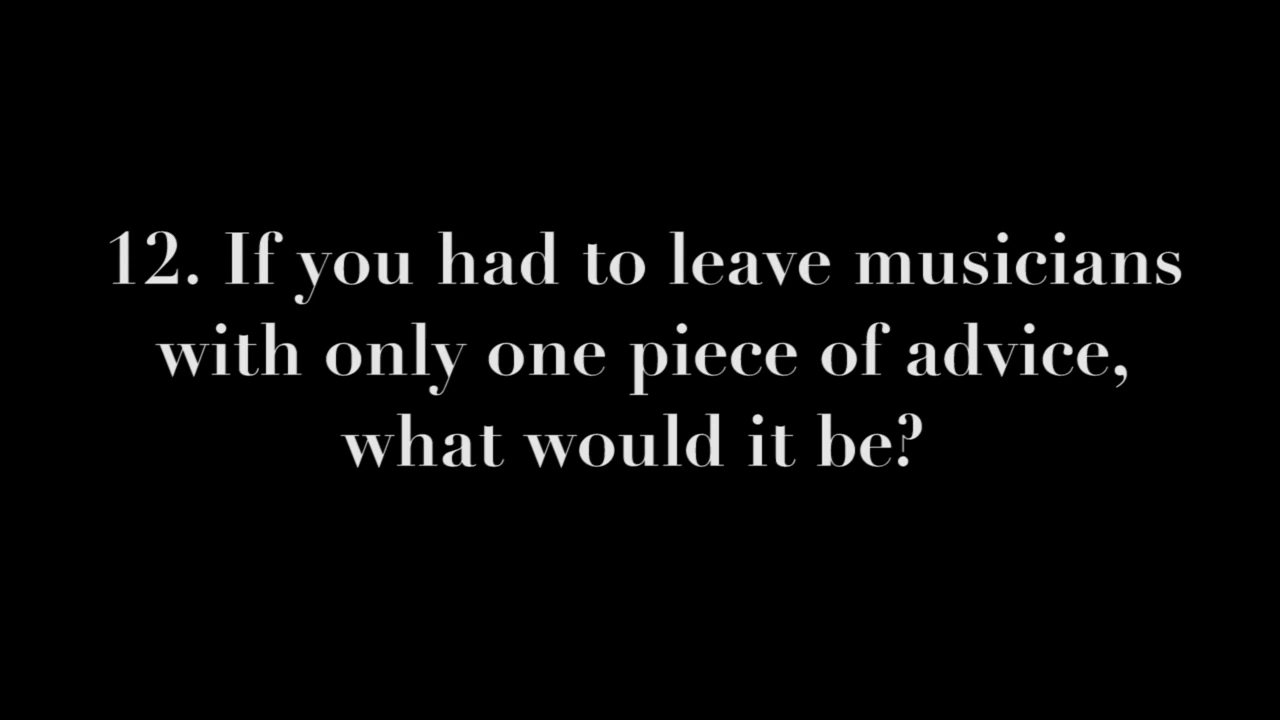 12. If you had to leave musicians
with only one piece of advice,
what would it be?